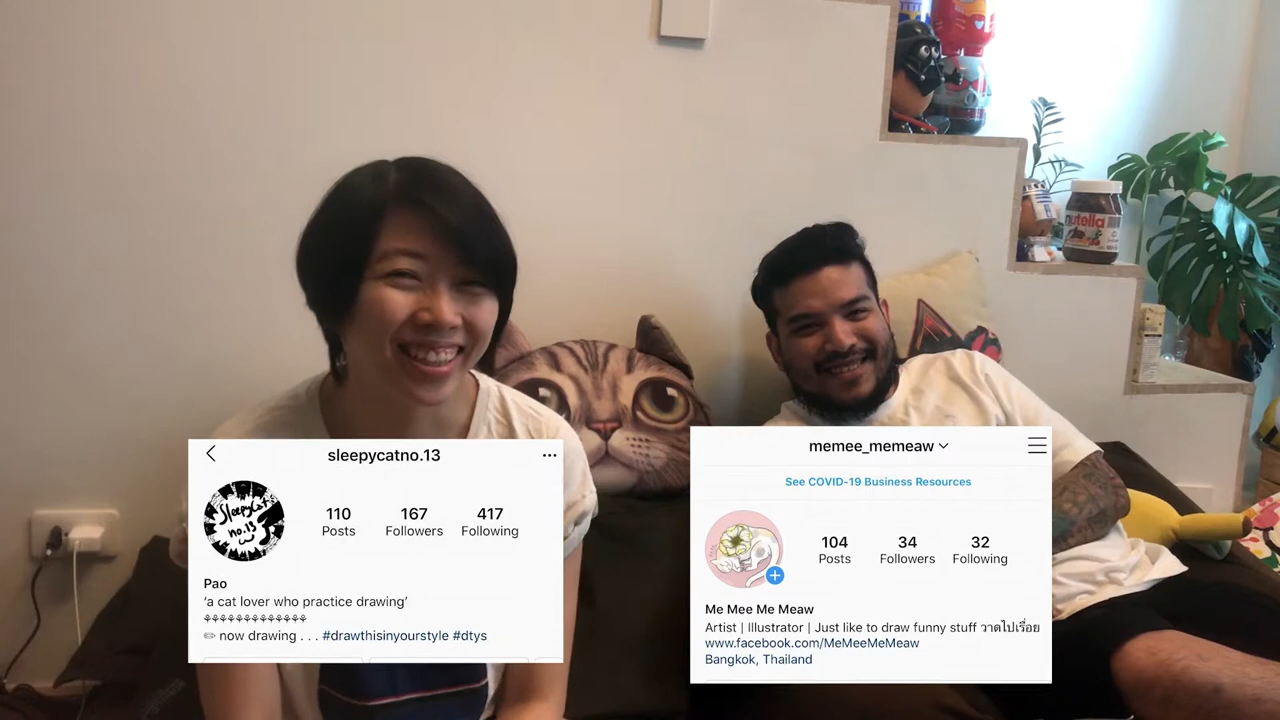 nutella
sleepycatno.13
SleepyCat
no.13
110
167
417
Posts
Followers
Following
Pao
‘a cat lover who practice drawing’
✏ now drawing . . . #drawthisinyourstyle #dtys
memee_memeaw
See COVID-19 Business Resources
104
34
32
Posts
Followers
Following
Me Mee Me Meaw
Artist | Illustrator | Just like to draw funny stuff วาดไปเรื่อย
www.facebook.com/MeMeeMeMeaw
Bangkok, Thailand